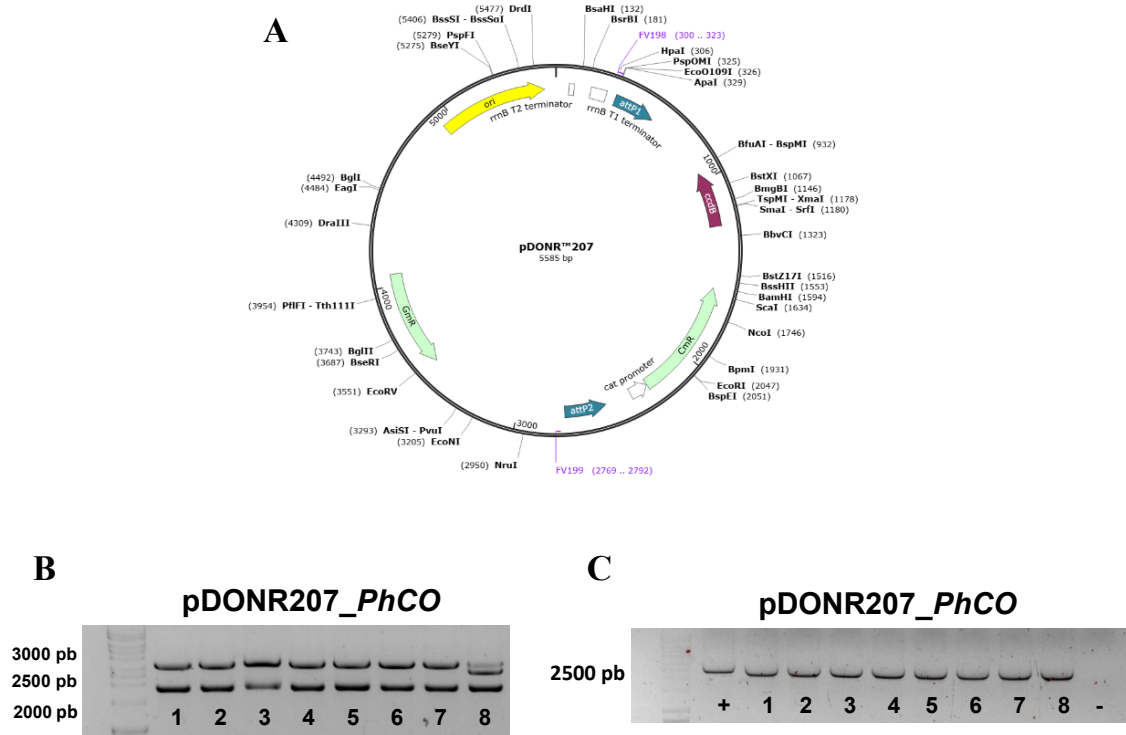 A
(5477) DrdI
(5406) BssSI - BssSαI
(5279) PspFI
(5275) BseYI
BsaHI (132)
BsrBI (181)
FV198 (300 .. 323)
HpaI (306)
PspOMI (325)
EcoO109I (326)
ApaI (329)
ori
rrnB T2 terminator
rrnB T1 terminator
attP1
5000
1000
BfuAI - BspMI (932)
BstXI (1067)
BmgBI (1146)
TspMI - XmaI (1178)
SmaI - SrfI (1180)
ccdB
BbvCI (1323)
(4492) BglI
(4484) EagI
(4309) DraIII
pDONR™207
5585 bp
BstZ17I (1516)
BssHII (1553)
BamHI (1594)
ScaI (1634)
NcoI (1746)
4000
GmR
CmR
2000
(3954) PflFI - Tth111I
(3743) BglII
(3687) BseRI
(3551) EcoRV
(3293) AsiSI - PvuI
(3205) EcoNI
(2950) NruI
3000
attP2
cat promoter
BpmI (1931)
EcoRI (2047)
BspEI (2051)
FV199 (2769 .. 2792)
B
pDONR207_PhCO
3000 pb
2500 pb
2000 pb
1 2 3 4 5 6 7 8
C
pDONR207_PhCO
2500 pb
+ 1 2 3 4 5 6 7 8 -